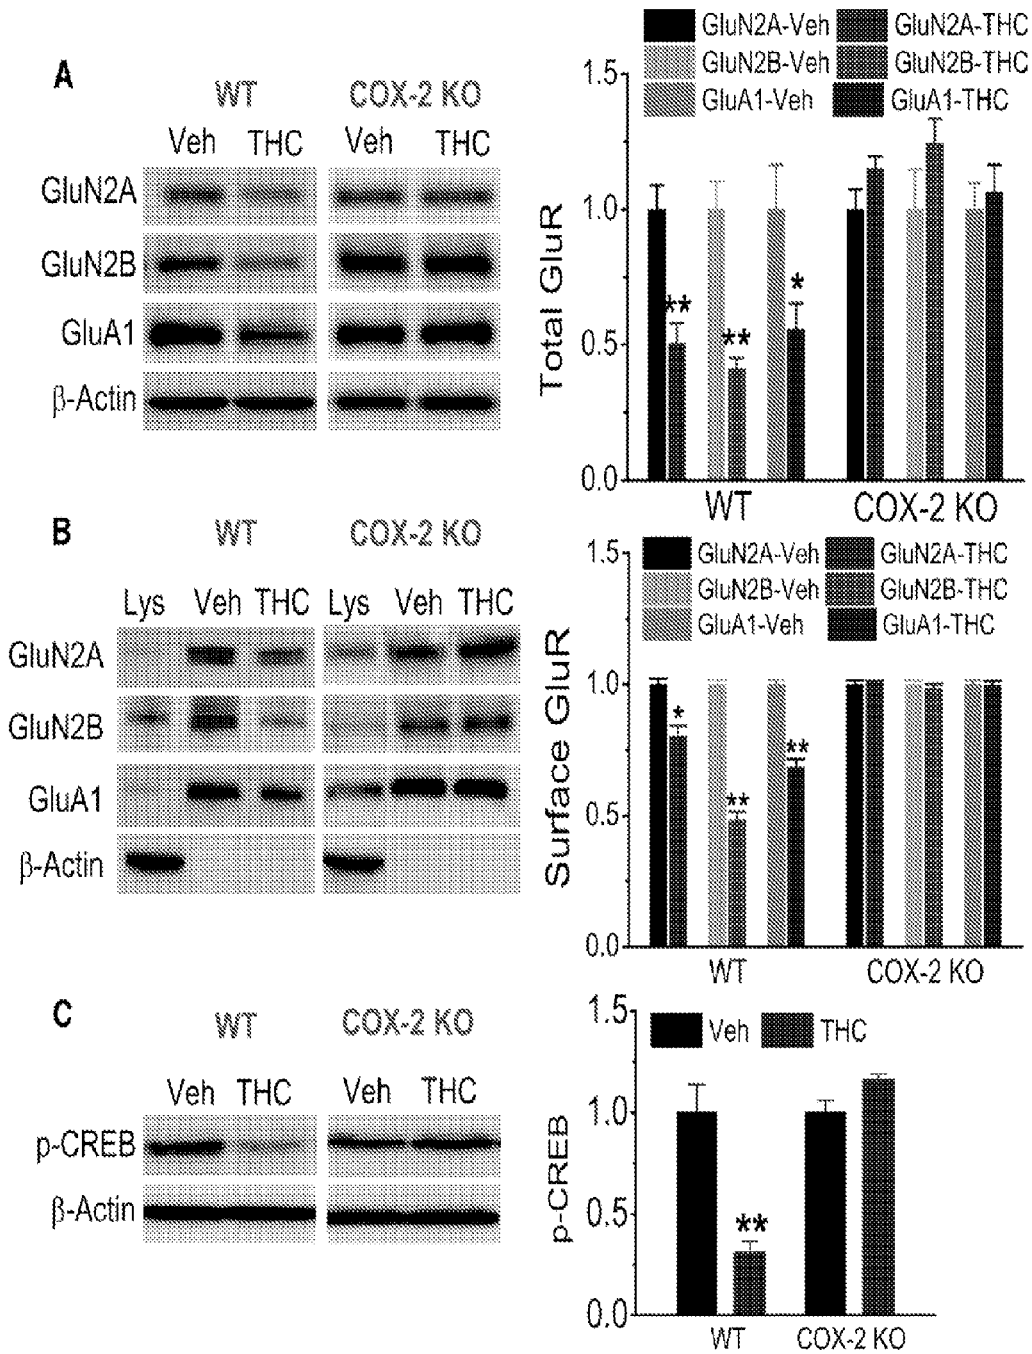 A
WT COX-2 KO
Veh THC Veh THC
GluN2A
GluN2B
GluA1
β-Actin
GluN2A-Veh GluN2A-THC
GluN2B-Veh GluN2B-THC
GluA1-Veh GluA1-THC
Total GluR
1.5
1.0
0.5
0.0
** ** *
WT COX-2 KO
B
WT COX-2 KO
Lys Veh THC Lys Veh THC
GluN2A
GluN2B
GluA1
β-Actin
GluN2A-Veh GluN2A-THC
GluN2B-Veh GluN2B-THC
GluA1-Veh GluA1-THC
Surface GluR
1.5
1.0
0.5
0.0
* ** **
WT COX-2 KO
C
WT COX-2 KO
Veh THC Veh THC
p-CREB
β-Actin
Veh THC
p-CREB
1.5
1.0
0.5
0.0
**
WT COX-2 KO